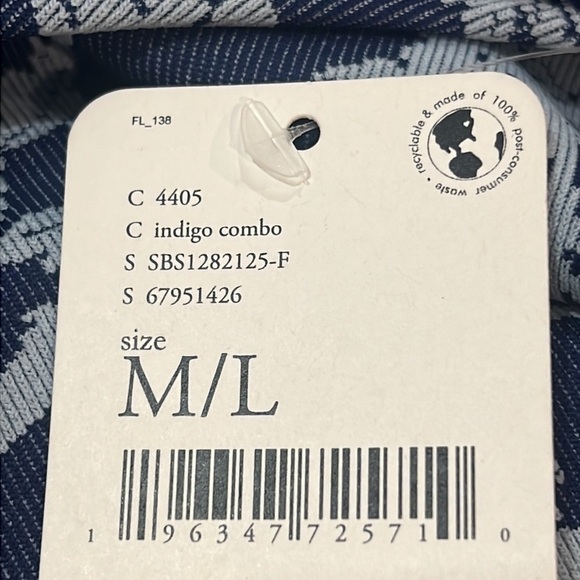 FL_138
recyclable & made of 100% post-consumer waste •
C 4405
C indigo combo
S SBS1282125-F
S 67951426
size
M/L
1 96347 72571 0